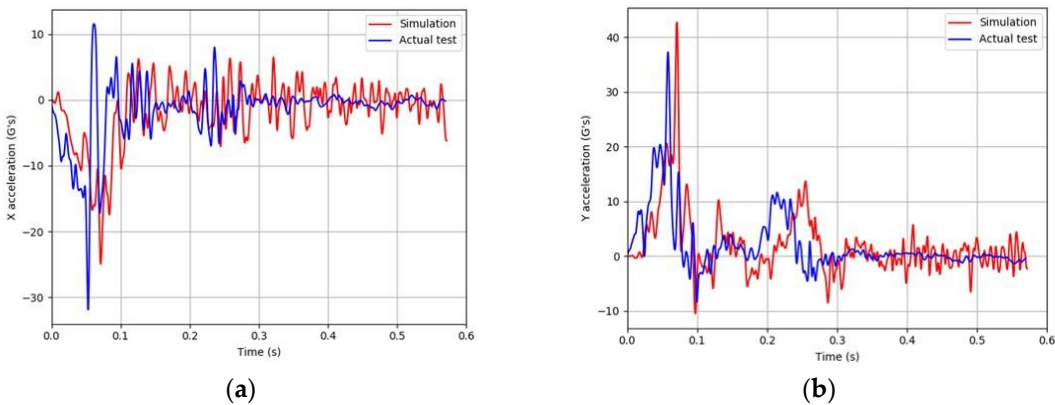 Simulation
Actual test
10
0
−10
−20
−30
X acceleration (G's)
0.0 0.1 0.2 0.3 0.4 0.5 0.6
Time (s)
(a)
Simulation
Actual test
40
30
20
10
0
−10
Y acceleration (G's)
0.0 0.1 0.2 0.3 0.4 0.5 0.6
Time (s)
(b)